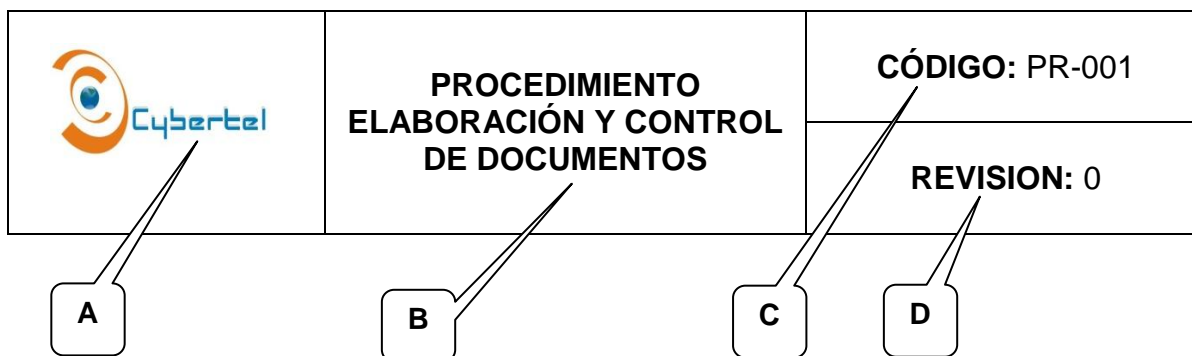 Cybertel
PROCEDIMIENTO
ELABORACIÓN Y CONTROL
DE DOCUMENTOS
CÓDIGO: PR-001
REVISION: 0
A
B
C
D